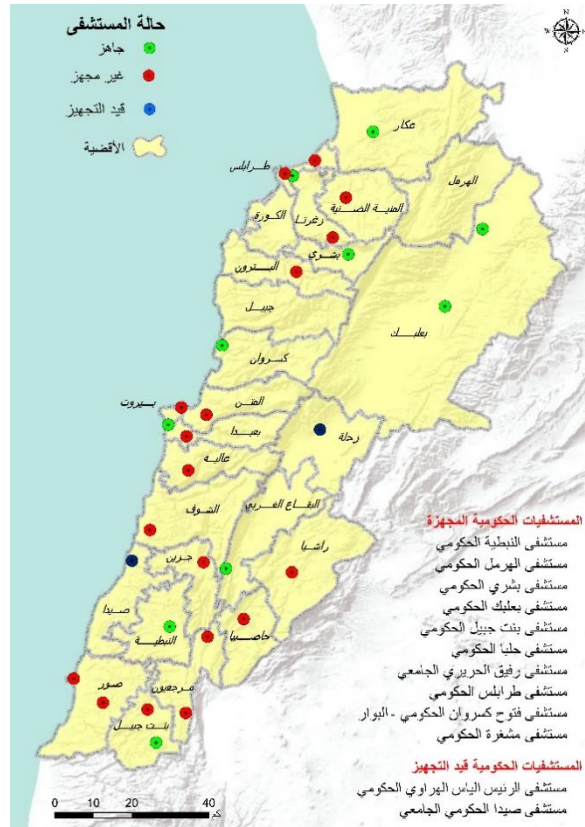 حالة المستشفى
جاهز
غير مجهز
قيد التجهيز
الأقضية
N
عكار
طرابلس
الهرمل
المنية الضنية
زغرتا
الكورة
بشري
البترون
جبيل
بعلبك
كسروان
المتن
بيروت
بعبدا
زحلة
عاليه
البقاع الغربي
الشوف
راشيا
جزين
صيدا
حاصبيا
النبطية
صور
مرجعيون
بنت جبيل
المستشفيات الحكومية المجهزة
مستشفى النبطية الحكومي
مستشفى الهرمل الحكومي
مستشفى بشري الحكومي
مستشفى بعلبك الحكومي
مستشفى بنت جبيل الحكومي
مستشفى حلبا الحكومي
مستشفى رفيق الحريري الجامعي
مستشفى طرابلس الحكومي
مستشفى فتوح كسروان الحكومي - البوار
مستشفى مشغرة الحكومي
المستشفيات الحكومية قيد التجهيز
مستشفى الرئيس الياس الهراوي الحكومي
مستشفى صيدا الحكومي الجامعي
0 10 20 40
كم